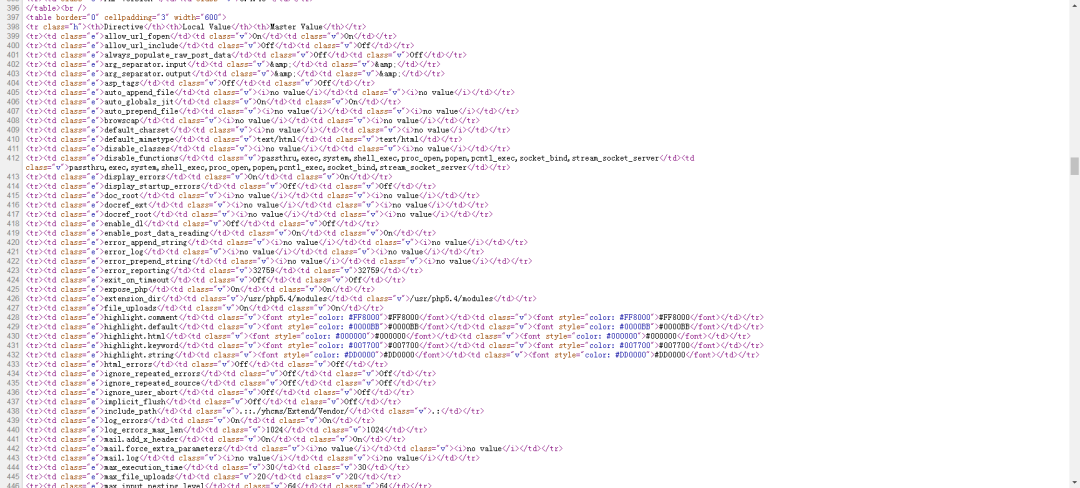 396 </table><br />
397 <table border="0" cellpadding="3" width="600">
398 <tr class="h"><th>Directive</th><th>Local Value</th><th>Master Value</th></tr>
399 <tr><td class="e">allow_url_fopen</td><td class="v">On</td><td class="v">On</td></tr>
400 <tr><td class="e">allow_url_include</td><td class="v">Off</td><td class="v">Off</td></tr>
401 <tr><td class="e">always_populate_raw_post_data</td><td class="v">Off</td><td class="v">Off</td></tr>
402 <tr><td class="e">arg_separator.input</td><td class="v">&amp;</td><td class="v">&amp;</td></tr>
403 <tr><td class="e">arg_separator.output</td><td class="v">&amp;</td><td class="v">&amp;</td></tr>
404 <tr><td class="e">asp_tags</td><td class="v">Off</td><td class="v">Off</td></tr>
405 <tr><td class="e">auto_append_file</td><td class="v"><i>no value</i></td><td class="v"><i>no value</i></td></tr>
406 <tr><td class="e">auto_globals_jit</td><td class="v">On</td><td class="v">On</td></tr>
407 <tr><td class="e">auto_prepend_file</td><td class="v"><i>no value</i></td><td class="v"><i>no value</i></td></tr>
408 <tr><td class="e">browscap</td><td class="v"><i>no value</i></td><td class="v"><i>no value</i></td></tr>
409 <tr><td class="e">default_charset</td><td class="v"><i>no value</i></td><td class="v"><i>no value</i></td></tr>
410 <tr><td class="e">default_mimetype</td><td class="v">text/html</td><td class="v">text/html</td></tr>
411 <tr><td class="e">disable_classes</td><td class="v"><i>no value</i></td><td class="v"><i>no value</i></td></tr>
412 <tr><td class="e">disable_functions</td><td class="v">passthru,exec,system,shell_exec,proc_open,popen,pcntl_exec,socket_bind,stream_socket_server</td><td
class="v">passthru,exec,system,shell_exec,proc_open,popen,pcntl_exec,socket_bind,stream_socket_server</td></tr>
413 <tr><td class="e">display_errors</td><td class="v">On</td><td class="v">On</td></tr>
414 <tr><td class="e">display_startup_errors</td><td class="v">Off</td><td class="v">Off</td></tr>
415 <tr><td class="e">doc_root</td><td class="v"><i>no value</i></td><td class="v"><i>no value</i></td></tr>
416 <tr><td class="e">docref_ext</td><td class="v"><i>no value</i></td><td class="v"><i>no value</i></td></tr>
417 <tr><td class="e">docref_root</td><td class="v"><i>no value</i></td><td class="v"><i>no value</i></td></tr>
418 <tr><td class="e">enable_dl</td><td class="v">Off</td><td class="v">Off</td></tr>
419 <tr><td class="e">enable_post_data_reading</td><td class="v">On</td><td class="v">On</td></tr>
420 <tr><td class="e">error_append_string</td><td class="v"><i>no value</i></td><td class="v"><i>no value</i></td></tr>
421 <tr><td class="e">error_log</td><td class="v"><i>no value</i></td><td class="v"><i>no value</i></td></tr>
422 <tr><td class="e">error_prepend_string</td><td class="v"><i>no value</i></td><td class="v"><i>no value</i></td></tr>
423 <tr><td class="e">error_reporting</td><td class="v">32759</td><td class="v">32759</td></tr>
424 <tr><td class="e">exit_on_timeout</td><td class="v">Off</td><td class="v">Off</td></tr>
425 <tr><td class="e">expose_php</td><td class="v">On</td><td class="v">On</td></tr>
426 <tr><td class="e">extension_dir</td><td class="v">/usr/php5.4/modules</td><td class="v">/usr/php5.4/modules</td></tr>
427 <tr><td class="e">file_uploads</td><td class="v">On</td><td class="v">On</td></tr>
428 <tr><td class="e">highlight.comment</td><td class="v"><font style="color: #FF8000">#FF8000</font></td><td class="v"><font style="color: #FF8000">#FF8000</font></td></tr>
429 <tr><td class="e">highlight.default</td><td class="v"><font style="color: #0000BB">#0000BB</font></td><td class="v"><font style="color: #0000BB">#0000BB</font></td></tr>
430 <tr><td class="e">highlight.html</td><td class="v"><font style="color: #000000">#000000</font></td><td class="v"><font style="color: #000000">#000000</font></td></tr>
431 <tr><td class="e">highlight.keyword</td><td class="v"><font style="color: #007700">#007700</font></td><td class="v"><font style="color: #007700">#007700</font></td></tr>
432 <tr><td class="e">highlight.string</td><td class="v"><font style="color: #DD0000">#DD0000</font></td><td class="v"><font style="color: #DD0000">#DD0000</font></td></tr>
433 <tr><td class="e">html_errors</td><td class="v">Off</td><td class="v">Off</td></tr>
434 <tr><td class="e">ignore_repeated_errors</td><td class="v">Off</td><td class="v">Off</td></tr>
435 <tr><td class="e">ignore_repeated_source</td><td class="v">Off</td><td class="v">Off</td></tr>
436 <tr><td class="e">ignore_user_abort</td><td class="v">Off</td><td class="v">Off</td></tr>
437 <tr><td class="e">implicit_flush</td><td class="v">Off</td><td class="v">Off</td></tr>
438 <tr><td class="e">include_path</td><td class="v">.:;./yhcms/Extend/Vendor/</td><td class="v">.:</td></tr>
439 <tr><td class="e">log_errors</td><td class="v">On</td><td class="v">On</td></tr>
440 <tr><td class="e">log_errors_max_len</td><td class="v">1024</td><td class="v">1024</td></tr>
441 <tr><td class="e">mail.add_x_header</td><td class="v">On</td><td class="v">On</td></tr>
442 <tr><td class="e">mail.force_extra_parameters</td><td class="v"><i>no value</i></td><td class="v"><i>no value</i></td></tr>
443 <tr><td class="e">mail.log</td><td class="v"><i>no value</i></td><td class="v"><i>no value</i></td></tr>
444 <tr><td class="e">max_execution_time</td><td class="v">30</td><td class="v">30</td></tr>
445 <tr><td class="e">max_file_uploads</td><td class="v">20</td><td class="v">20</td></tr>
446 <tr><td class="e">max_input_nesting_level</td><td class="v">64</td><td class="v">64</td></tr>